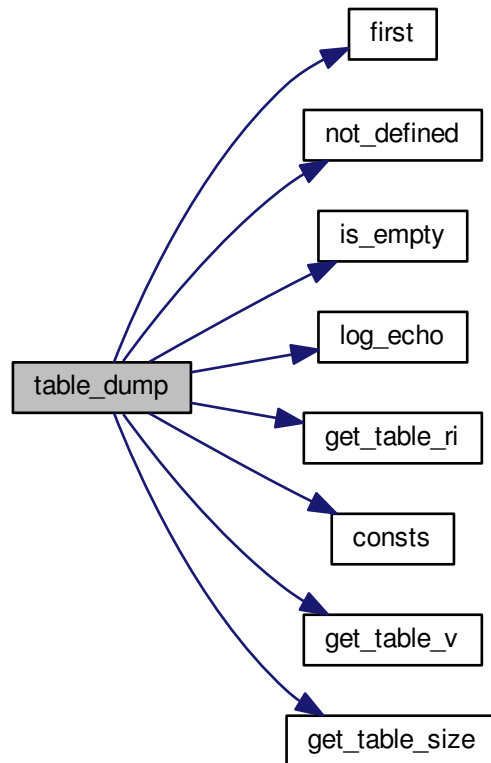 first
not_defined
is_empty
log_echo
table_dump
get_table_ri
consts
get_table_v
get_table_size